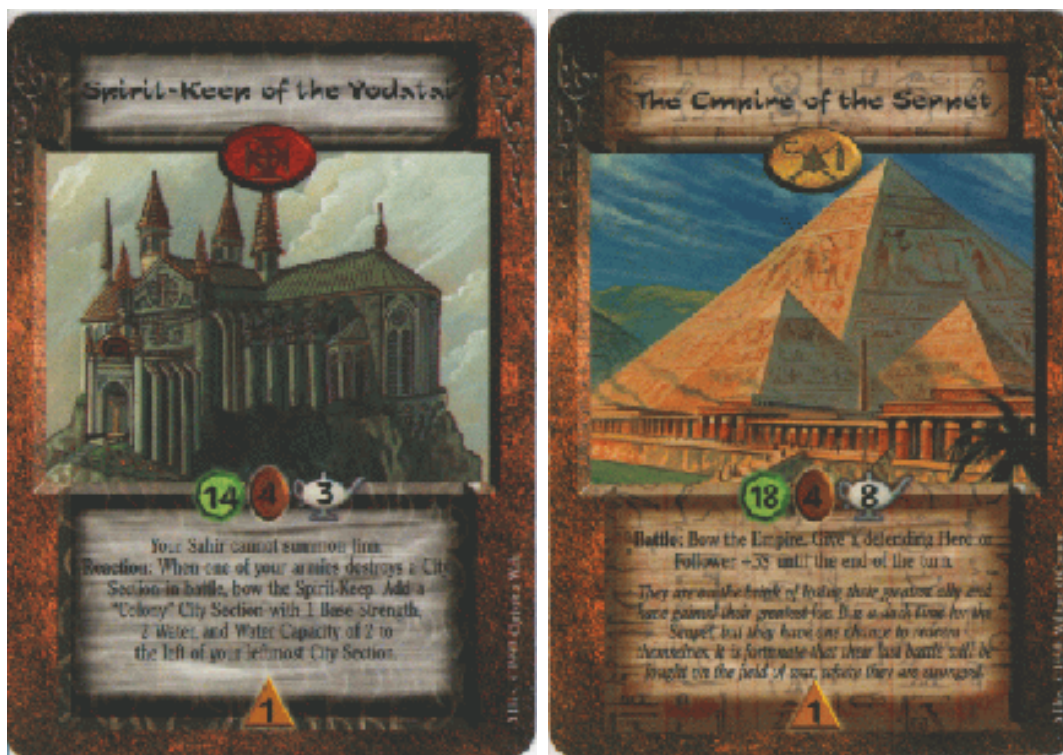 Spirit-Keep of the Yodatai
14 4 3
Your Sahir cannot summon Jinn.
Reaction: When one of your armies destroys a City
Section in battle, bow the Spirit-Keep. Add a
"Colony" City Section with 1 Base Strength,
2 Water, and Water Capacity of 2 to
the left of your leftmost City Section.
1
The Empire of the Senpet
1
18 4 8
Battle: Bow the Empire. Give a defending Hero or
Follower +3S until the end of the turn.
They are on the brink of losing their greatest ally and
have gained their greatest foe. It is a dark time for the
Senpet, but they have one chance to redeem
themselves. It is fortunate that their last battle will be
fought on the field of war, where they are strongest.
1